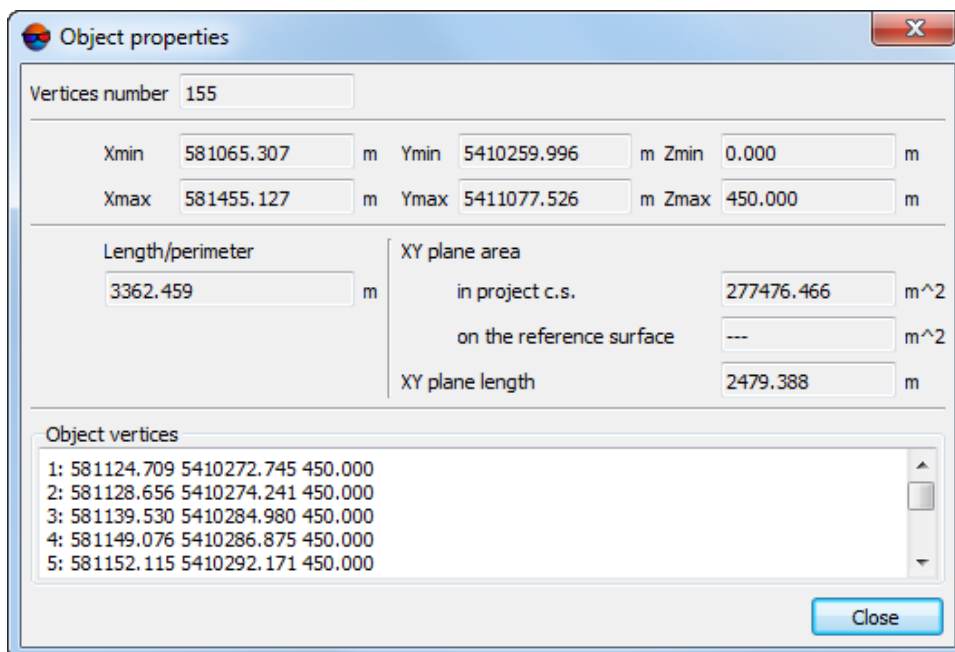 Object properties
Vertices number 155
Xmin 581065.307 m Ymin 5410259.996 m Zmin 0.000 m
Xmax 581455.127 m Ymax 5411077.526 m Zmax 450.000 m
Length/perimeter XY plane area
3362.459 m in project c.s. 277476.466 m^2
on the reference surface --- m^2
XY plane length 2479.388 m
Object vertices
1: 581124.709 5410272.745 450.000
2: 581128.656 5410274.241 450.000
3: 581139.530 5410284.980 450.000
4: 581149.076 5410286.875 450.000
5: 581152.115 5410292.171 450.000
Close